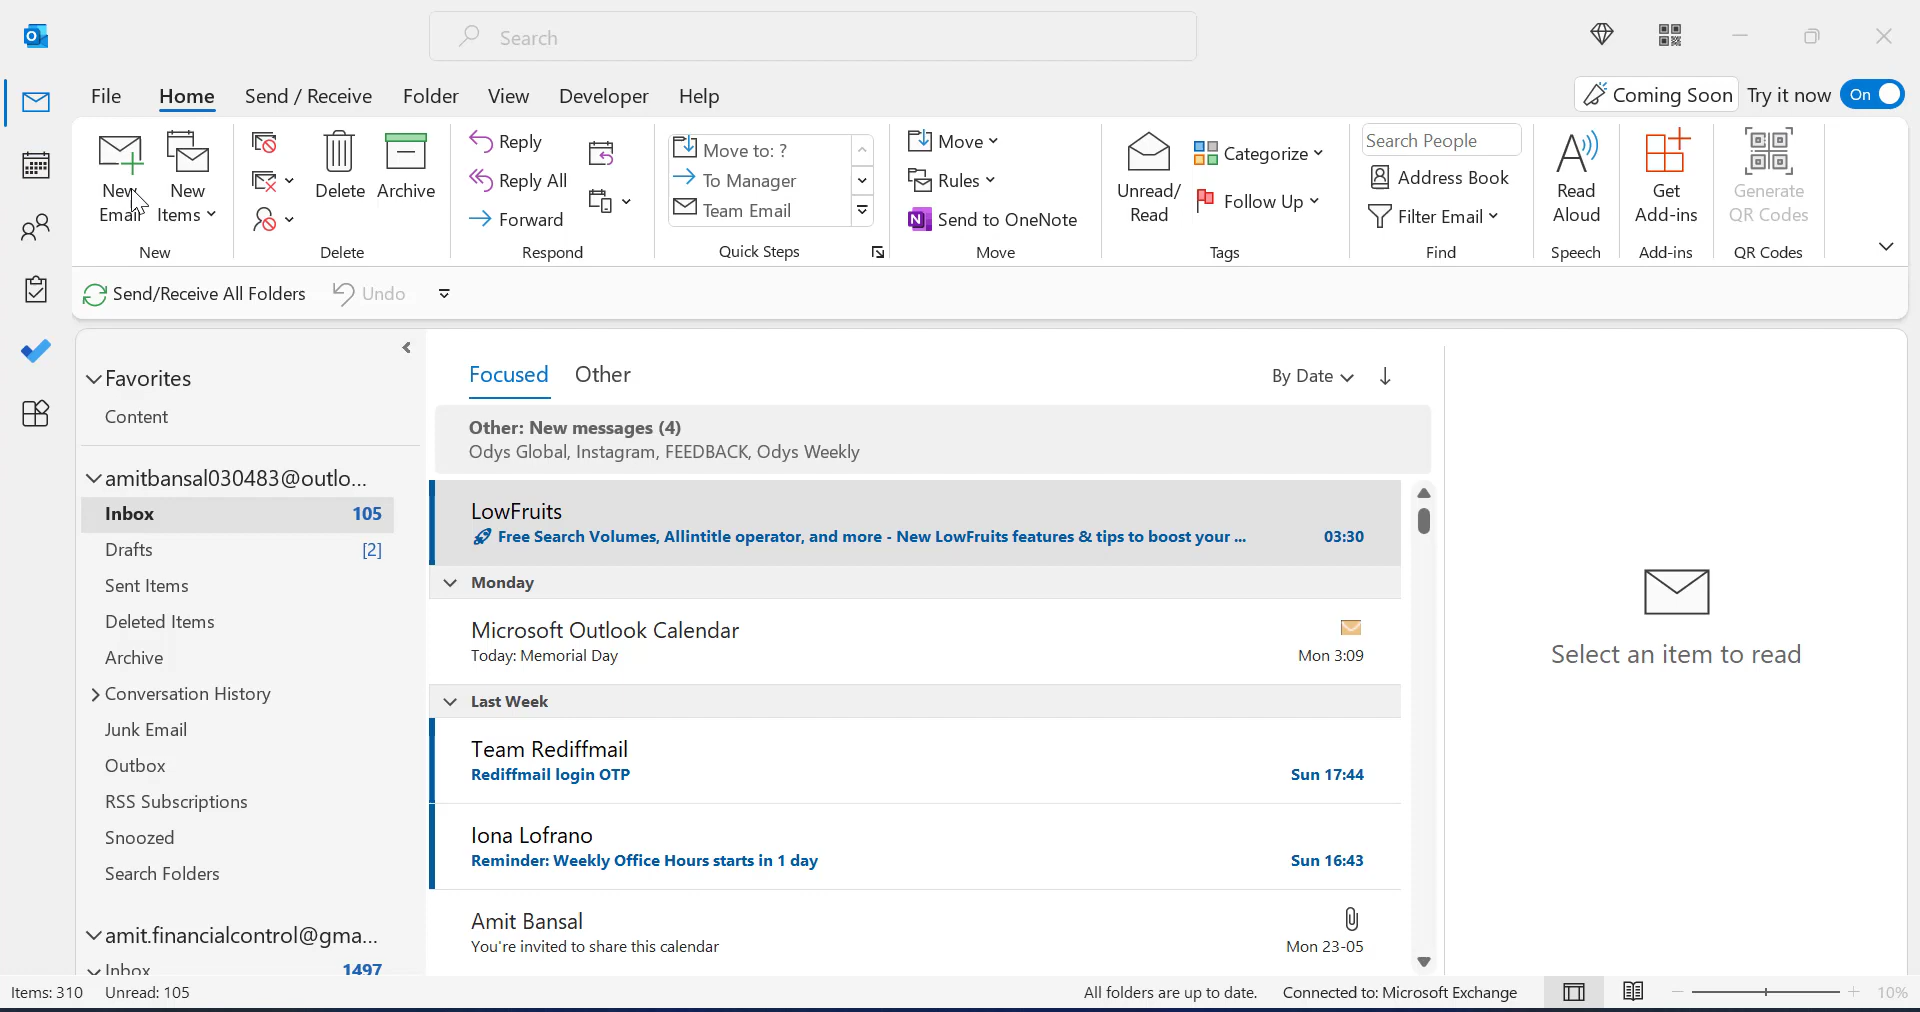 Search
File Home Send / Receive Folder View Developer Help
Coming Soon Try it now On
New Email
New Items
Delete
Archive
Reply
Reply All
Forward
Move to: ?
To Manager
Team Email
Move
Rules
Send to OneNote
Unread/ Read
Categorize
Follow Up
Search People
Address Book
Filter Email
Read Aloud
Get Add-ins
Generate QR Codes
New Delete Respond Quick Steps Move Tags Find Speech Add-ins QR Codes
Send/Receive All Folders Undo
Favorites
Content
amitbansal030483@outlo...
Inbox 105
Drafts [2]
Sent Items
Deleted Items
Archive
Conversation History
Junk Email
Outbox
RSS Subscriptions
Snoozed
Search Folders
amit.financialcontrol@gma...
Inbox 1497
Focused Other By Date
Other: New messages (4)
Odys Global, Instagram, FEEDBACK, Odys Weekly
LowFruits
Free Search Volumes, Allintitle operator, and more - New LowFruits features & tips to boost your ... 03:30
Monday
Microsoft Outlook Calendar
Today: Memorial Day Mon 3:09
Last Week
Team Rediffmail
Rediffmail login OTP Sun 17:44
Iona Lofrano
Reminder: Weekly Office Hours starts in 1 day Sun 16:43
Amit Bansal
You're invited to share this calendar Mon 23-05
Select an item to read
Items: 310 Unread: 105 All folders are up to date. Connected to: Microsoft Exchange 10%